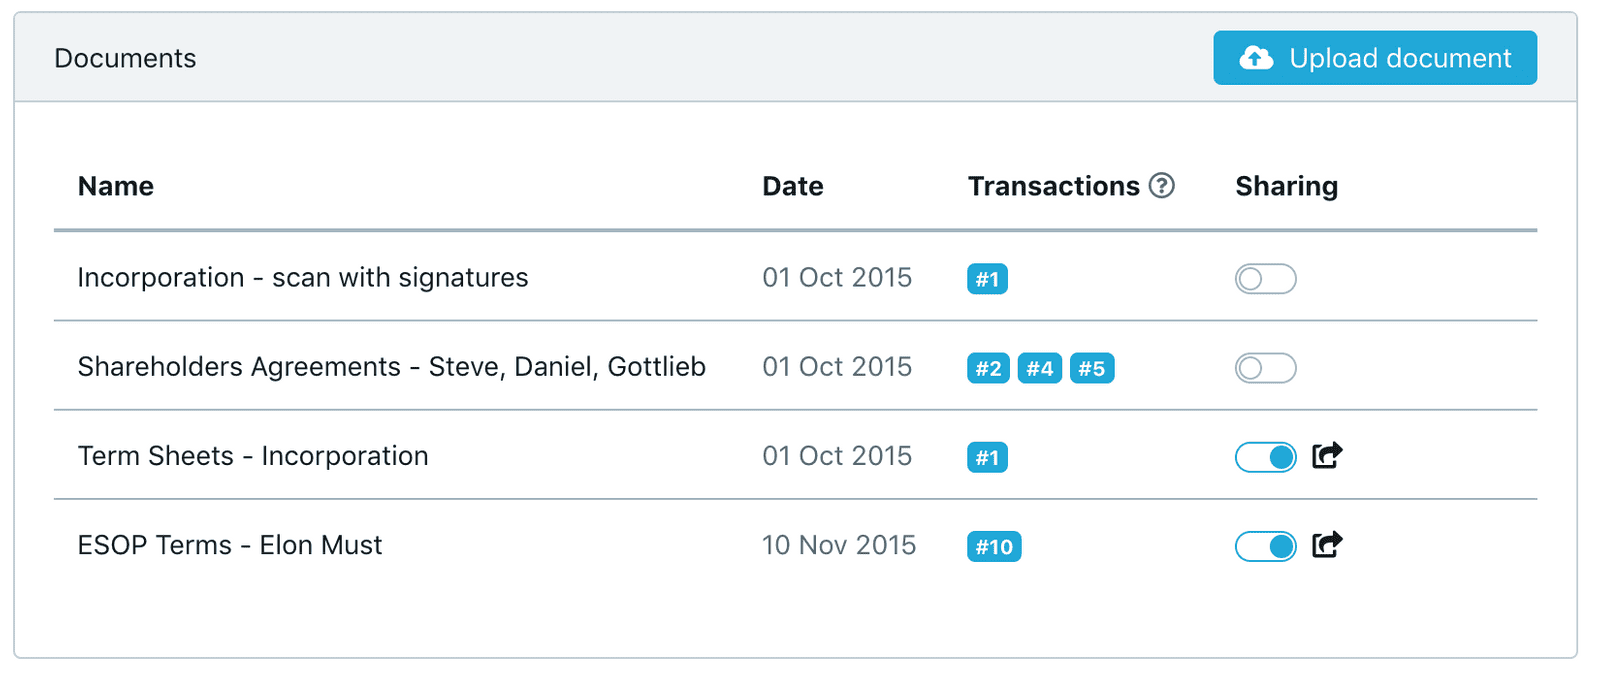 Documents
Upload document
Name Date Transactions ? Sharing
Incorporation - scan with signatures 01 Oct 2015 #1
Shareholders Agreements - Steve, Daniel, Gottlieb 01 Oct 2015 #2 #4 #5
Term Sheets - Incorporation 01 Oct 2015 #1
ESOP Terms - Elon Must 10 Nov 2015 #10